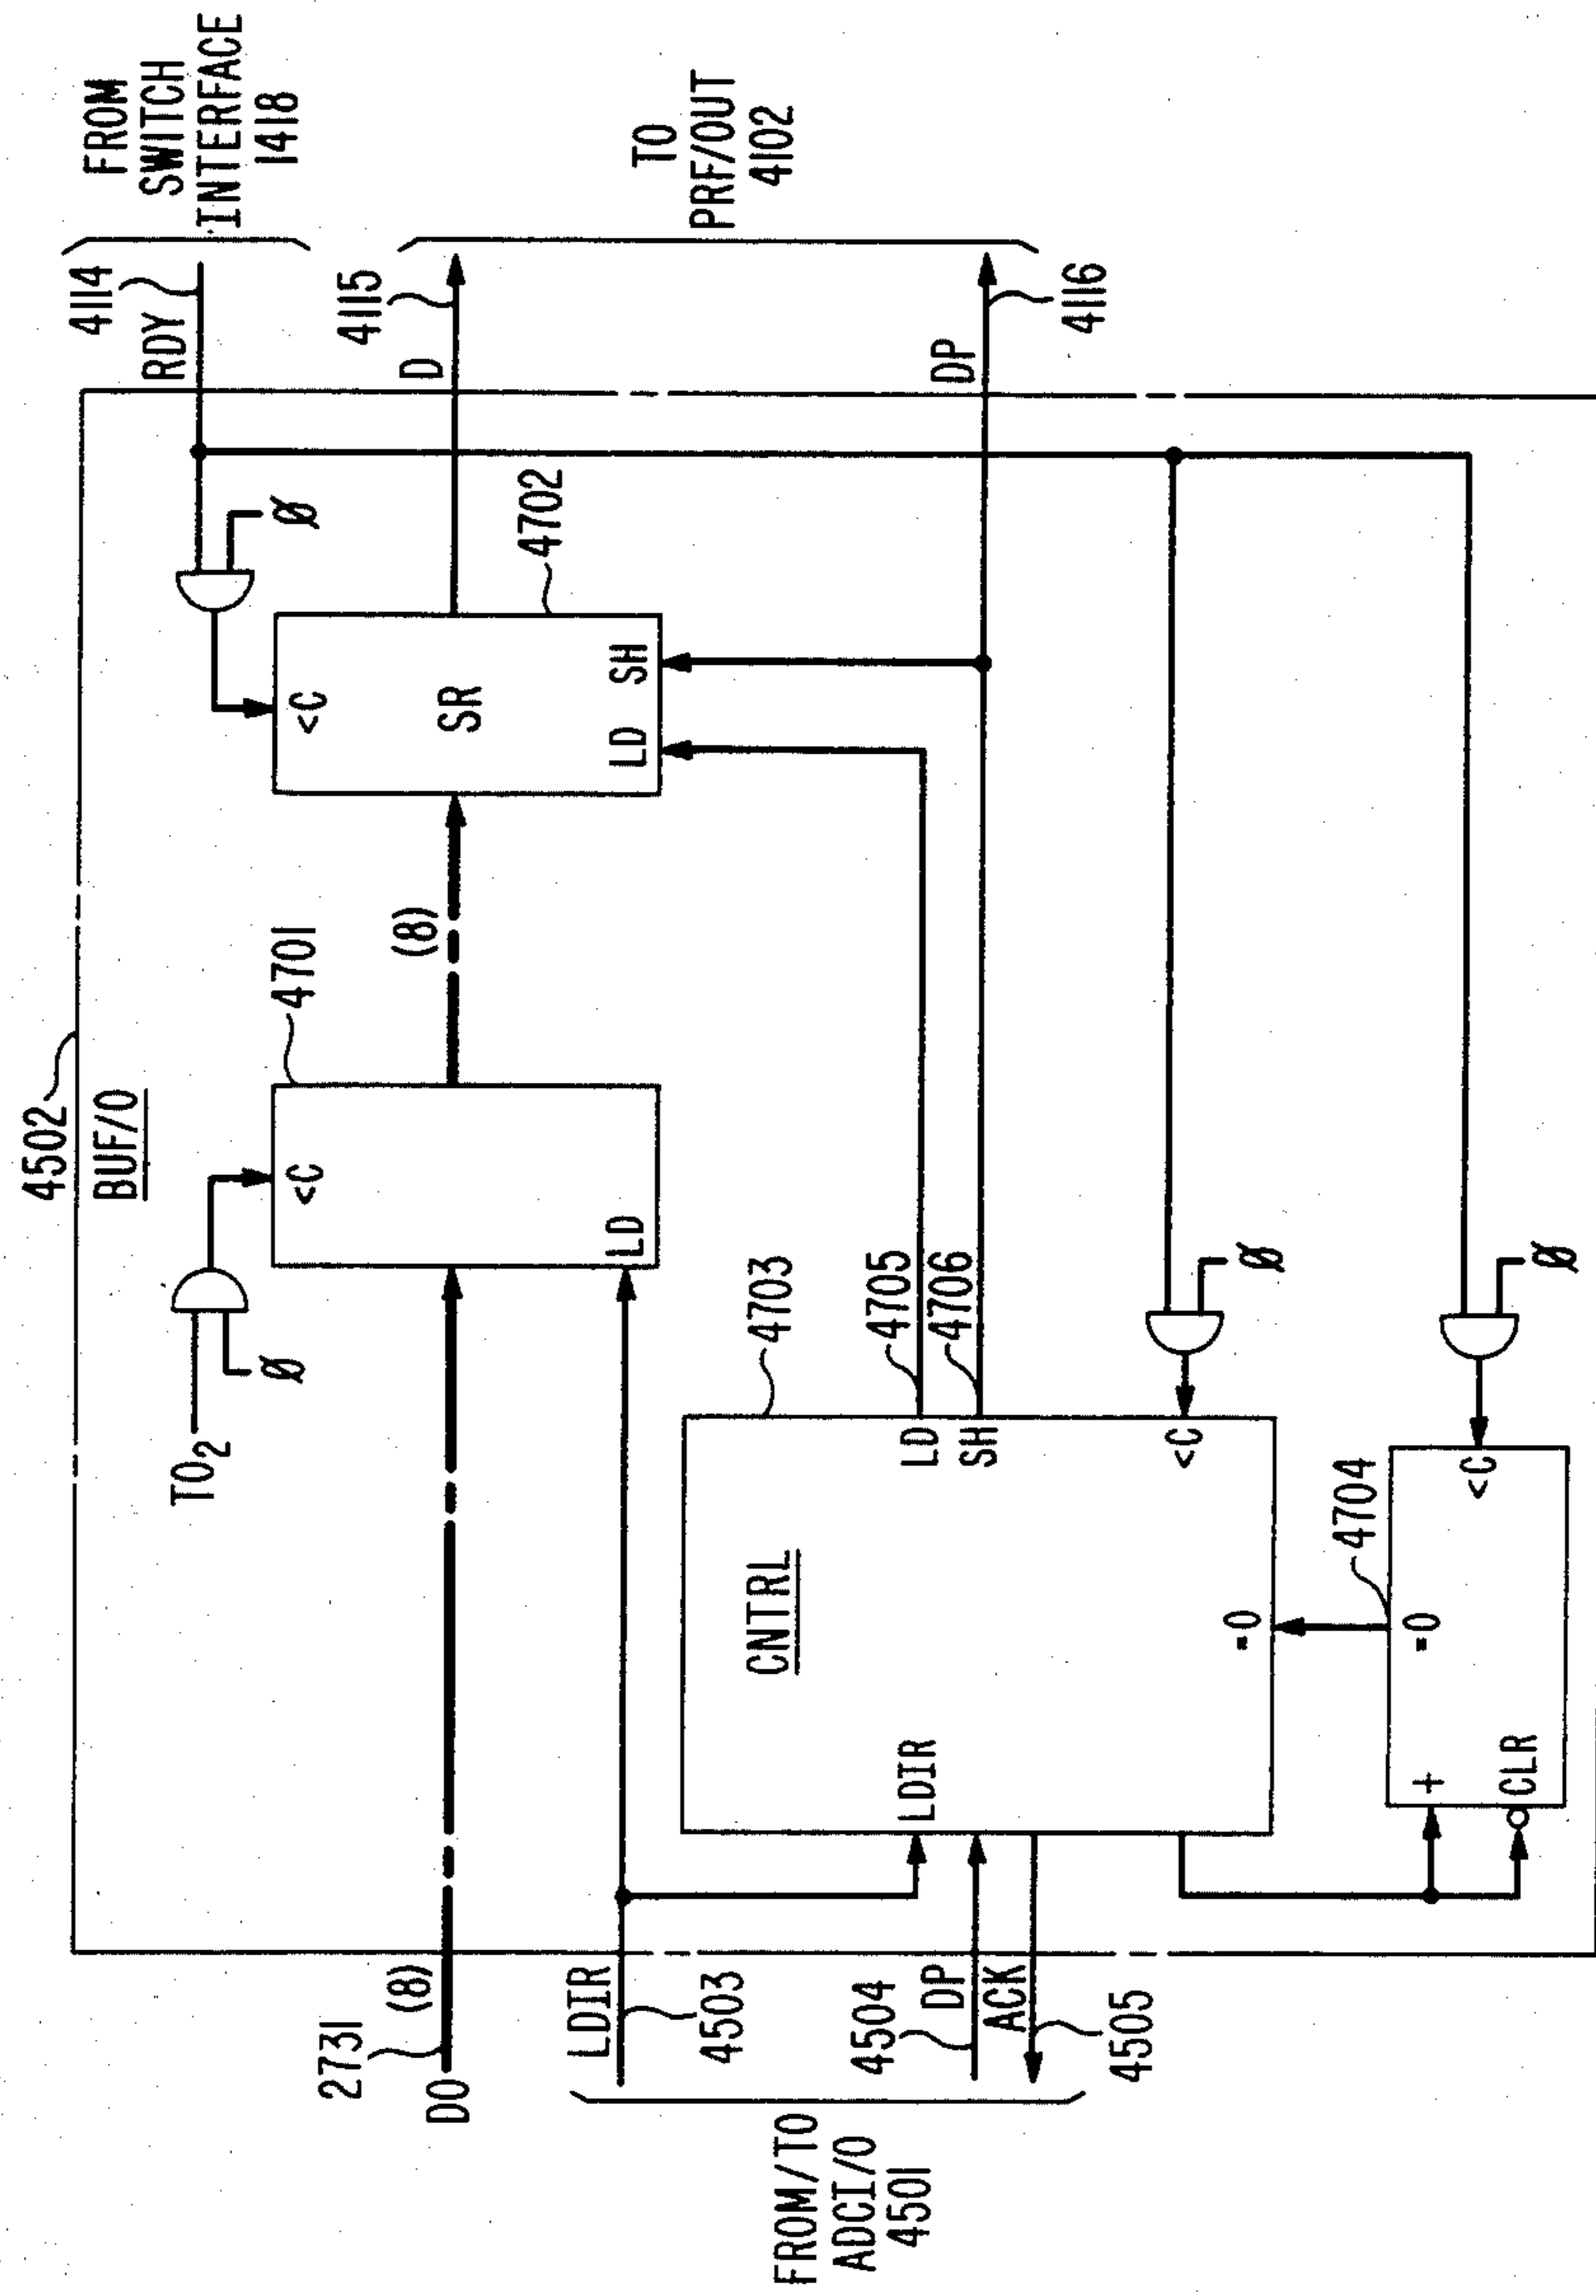 4502
BUF/O
FROM
SWITCH
INTERFACE
1418
4114
RDY
TO2
Ø
4701
<C
LD
(8)
Ø
<C
SR
LD
SH
4702
D
4115
TO
PRF/OUT
4102
DP
4116
2731
DO
(8)
LDIR
4503
4504
DP
ACK
4505
FROM/TO
ADCI/O
4501
4703
CNTRL
LDIR
LD
SH
<C
=0
4705
4706
Ø
4704
+
CLR
=0
<C
Ø